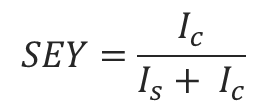 SEY = I_c / (I_s + I_c)